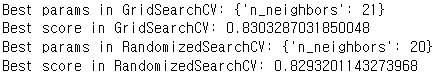 Best params in GridSearchCV: {'n_neighbors': 21}
Best score in GridSearchCV: 0.8303287031850048
Best params in RandomizedSearchCV: {'n_neighbors': 20}
Best score in RandomizedSearchCV: 0.8293201143273968